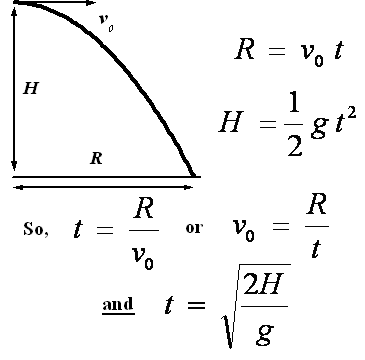 v₀
H
R = v₀ t
H = 1/2 g t²
R
So, t = R/v₀ or v₀ = R/t
and t = √(2H/g)